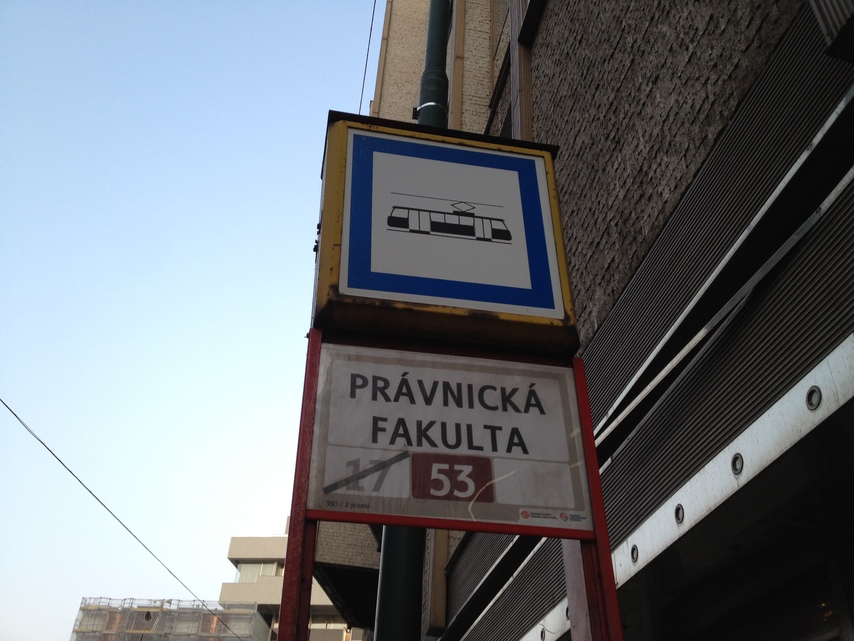 PRÁVNICKÁ
FAKULTA
17 53